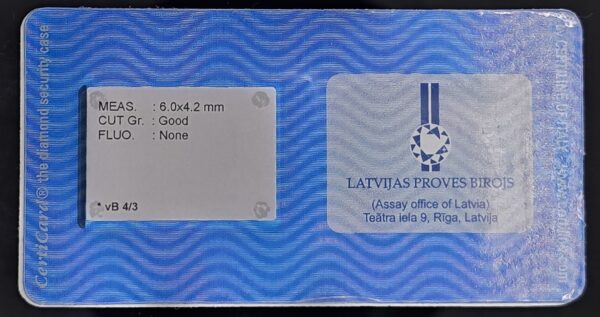 CertiCard® the diamond security case
MEAS. : 6.0x4.2 mm
CUT Gr. : Good
FLUO. : None
* vB 4/3
LATVIJAS PROVES BIROJS
(Assay office of Latvia)
Teātra iela 9, Rīga, Latvija